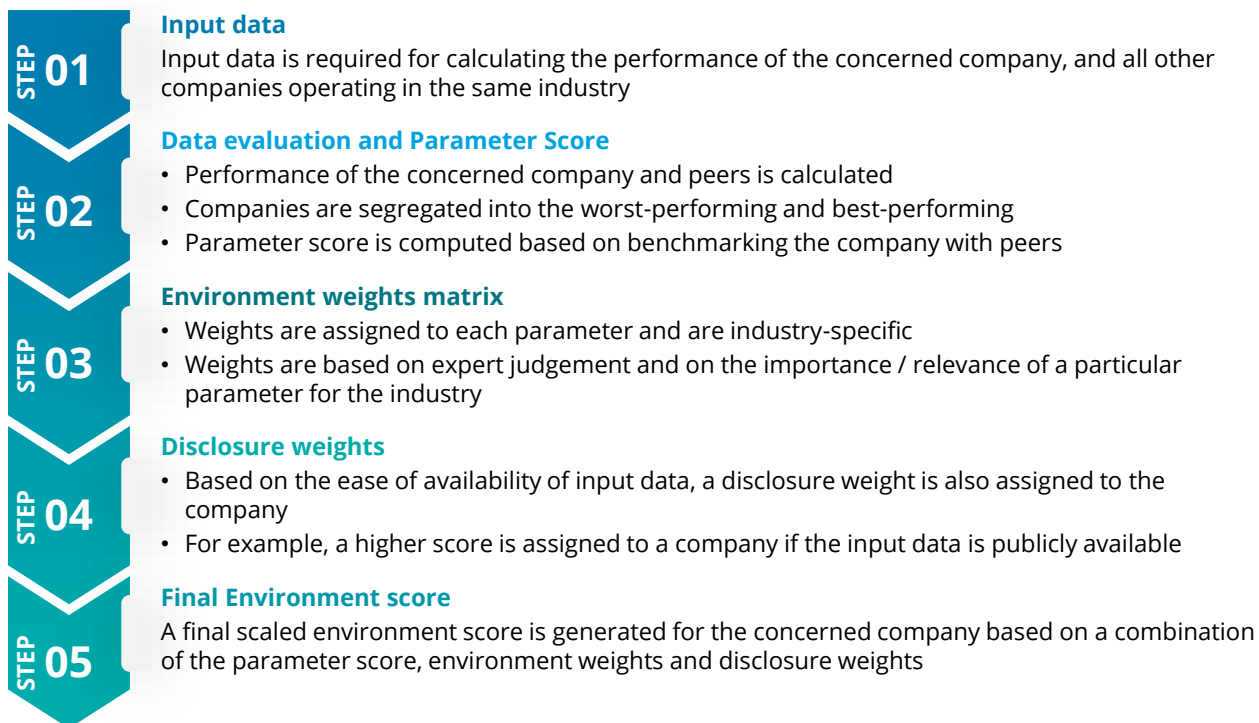 STEP 01
Input data
Input data is required for calculating the performance of the concerned company, and all other
companies operating in the same industry
STEP 02
Data evaluation and Parameter Score
• Performance of the concerned company and peers is calculated
• Companies are segregated into the worst-performing and best-performing
• Parameter score is computed based on benchmarking the company with peers
STEP 03
Environment weights matrix
• Weights are assigned to each parameter and are industry-specific
• Weights are based on expert judgement and on the importance / relevance of a particular
parameter for the industry
STEP 04
Disclosure weights
• Based on the ease of availability of input data, a disclosure weight is also assigned to the
company
• For example, a higher score is assigned to a company if the input data is publicly available
STEP 05
Final Environment score
A final scaled environment score is generated for the concerned company based on a combination
of the parameter score, environment weights and disclosure weights